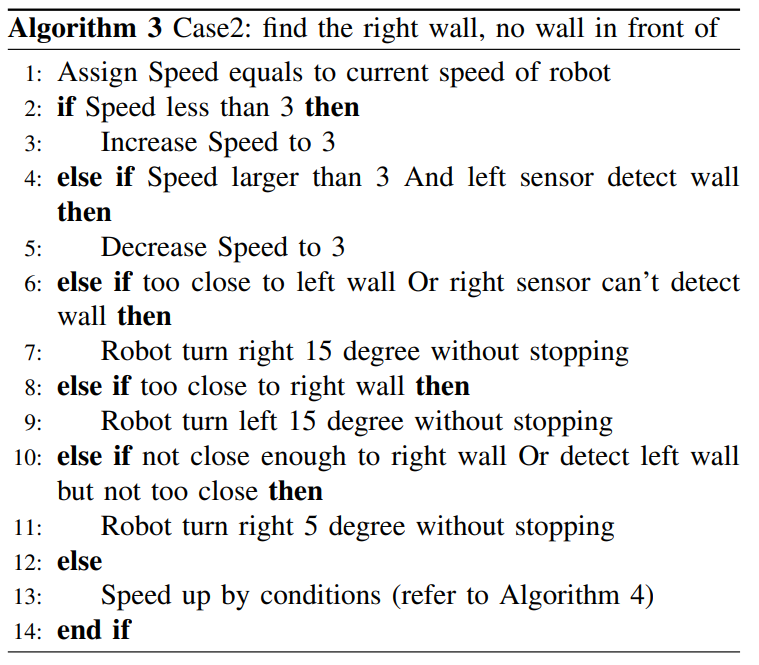 Algorithm 3 Case2: find the right wall, no wall in front of
1: Assign Speed equals to current speed of robot
2: if Speed less than 3 then
3: Increase Speed to 3
4: else if Speed larger than 3 And left sensor detect wall
then
5: Decrease Speed to 3
6: else if too close to left wall Or right sensor can't detect
wall then
7: Robot turn right 15 degree without stopping
8: else if too close to right wall then
9: Robot turn left 15 degree without stopping
10: else if not close enough to right wall Or detect left wall
but not too close then
11: Robot turn right 5 degree without stopping
12: else
13: Speed up by conditions (refer to Algorithm 4)
14: end if